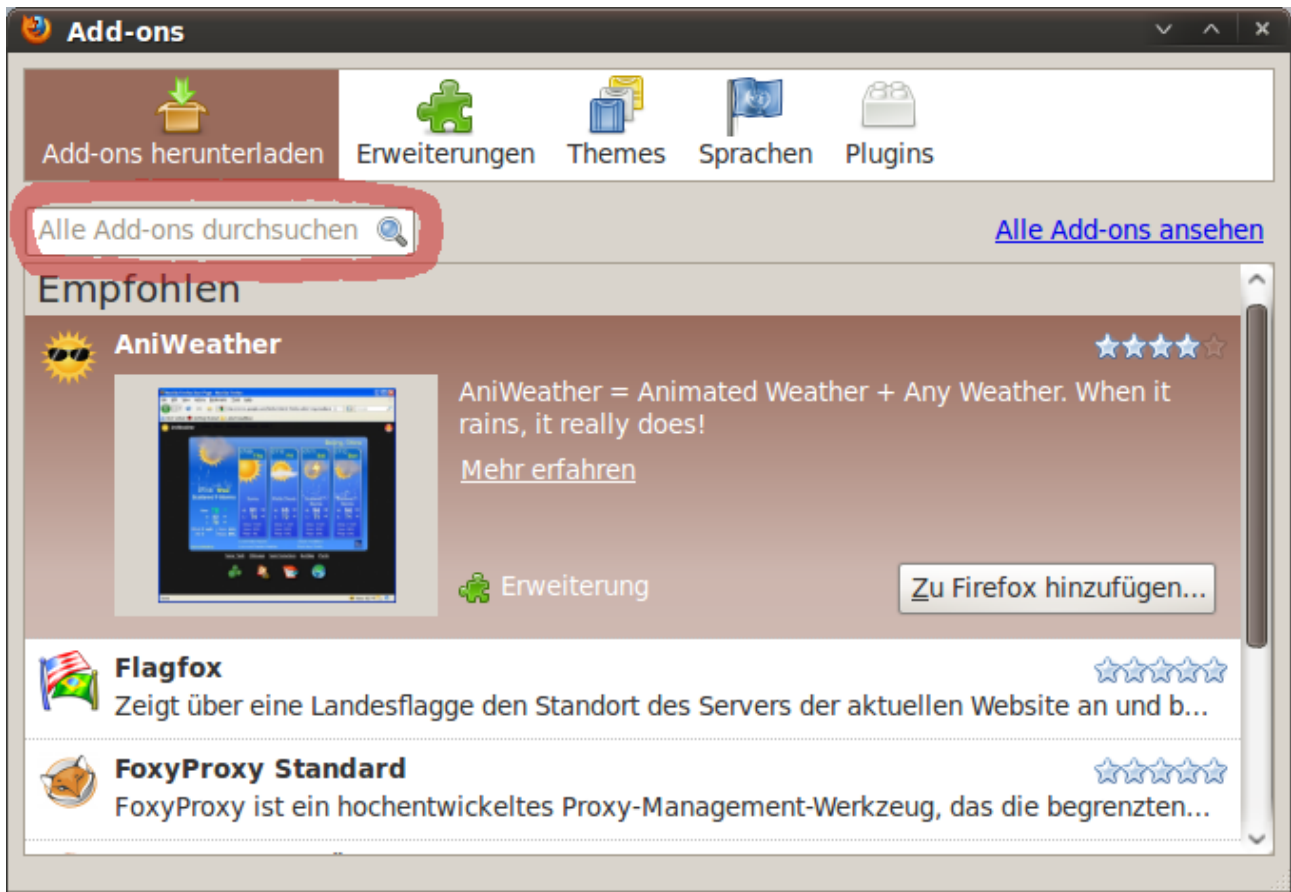 Add-ons
Add-ons herunterladen
Erweiterungen
Themes
Sprachen
Plugins
Alle Add-ons durchsuchen
Alle Add-ons ansehen
Empfohlen
AniWeather
AniWeather = Animated Weather + Any Weather. When it
rains, it really does!
Mehr erfahren
Erweiterung
Zu Firefox hinzufügen...
Flagfox
Zeigt über eine Landesflagge den Standort des Servers der aktuellen Website an und b...
FoxyProxy Standard
FoxyProxy ist ein hochentwickeltes Proxy-Management-Werkzeug, das die begrenzten...